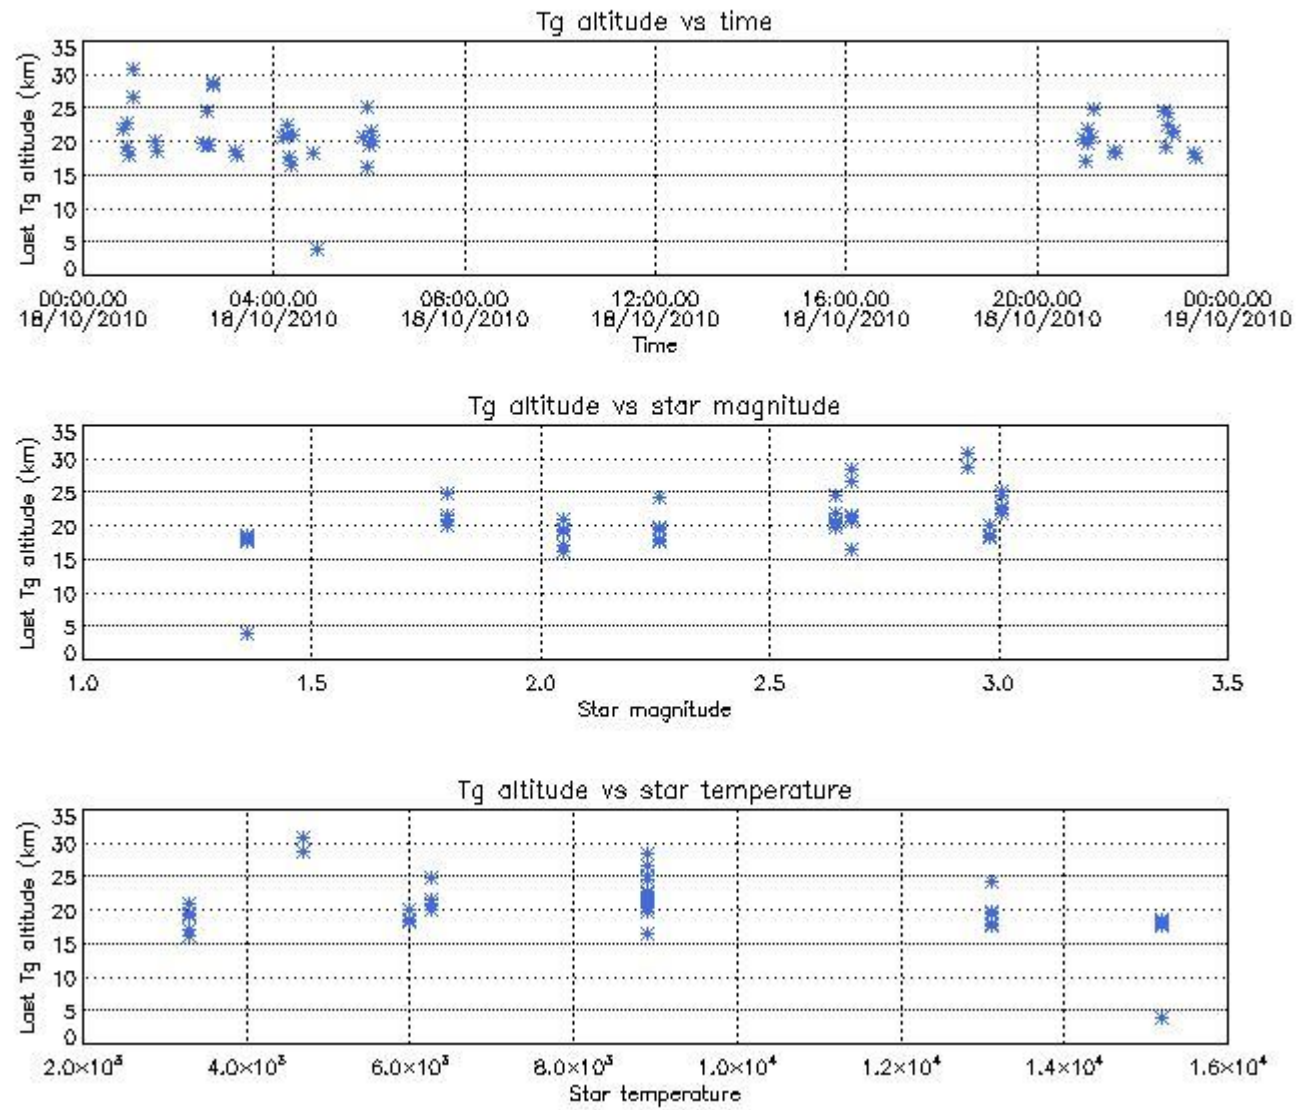 Tg altitude vs time
Last Tg altitude (km)
35
30
25
20
15
10
5
0
00:00.00 04:00.00 08:00.00 12:00.00 16:00.00 20:00.00 00:00.00
18/10/2010 18/10/2010 18/10/2010 18/10/2010 18/10/2010 18/10/2010 19/10/2010
Time
Tg altitude vs star magnitude
Last Tg altitude (km)
35
30
25
20
15
10
5
0
1.0 1.5 2.0 2.5 3.0 3.5
Star magnitude
Tg altitude vs star temperature
Last Tg altitude (km)
35
30
25
20
15
10
5
0
2.0×10³ 4.0×10³ 6.0×10³ 8.0×10³ 1.0×10⁴ 1.2×10⁴ 1.4×10⁴ 1.6×10⁴
Star temperature